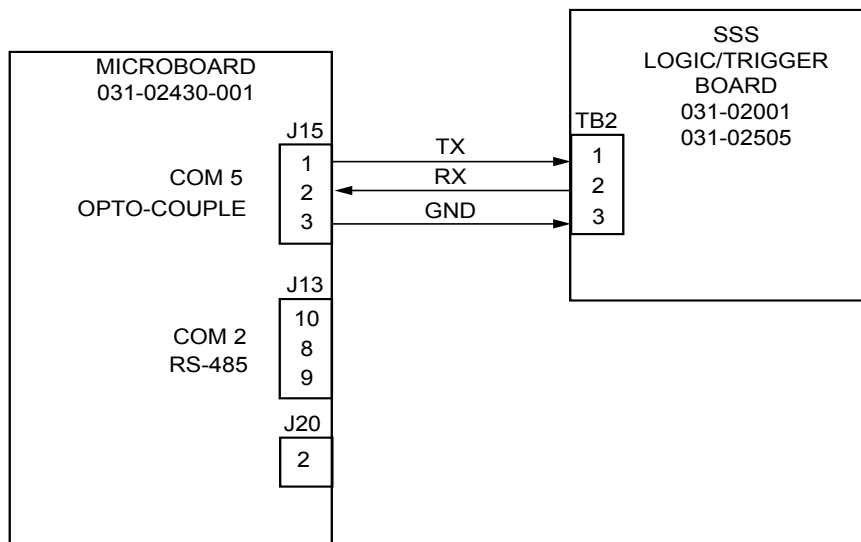 MICROBOARD
031-02430-001
J15
COM 5
OPTO-COUPLE
1
2
3
TX
RX
GND
SSS
LOGIC/TRIGGER
BOARD
031-02001
031-02505
TB2
1
2
3
J13
COM 2
RS-485
10
8
9
J20
2